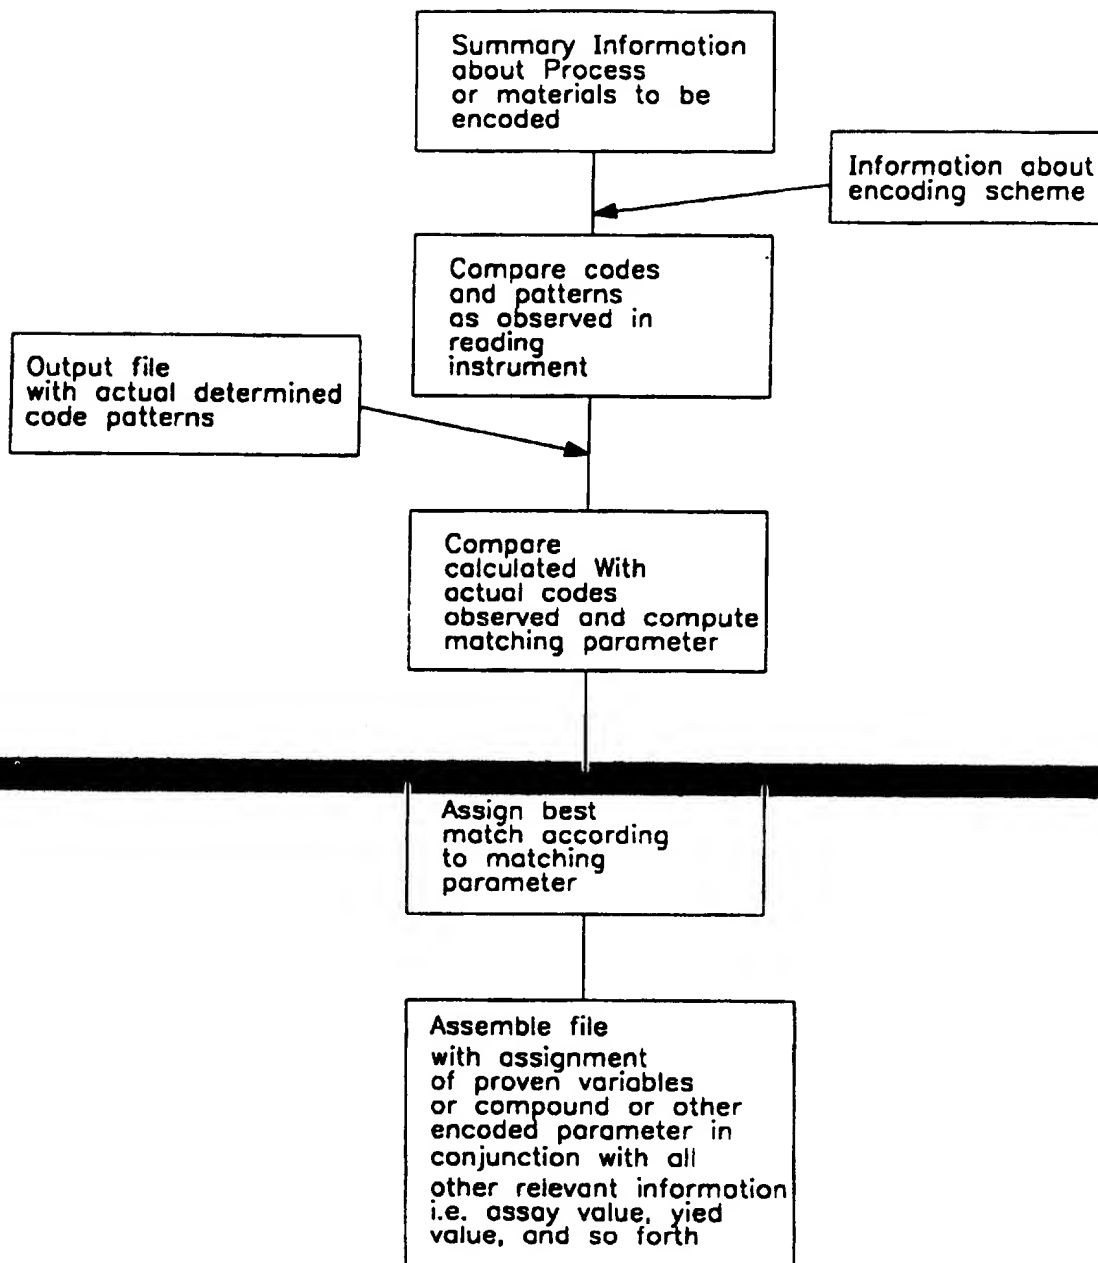 Summary Information
about Process
or materials to be
encoded
Information about
encoding scheme
Compare codes
and patterns
as observed in
reading
instrument
Output file
with actual determined
code patterns
Compare
calculated With
actual codes
observed and compute
matching parameter
Assign best
match according
to matching
parameter
Assemble file
with assignment
of proven variables
or compound or other
encoded parameter in
conjunction with all
other relevant information
i.e. assay value, yied
value, and so forth